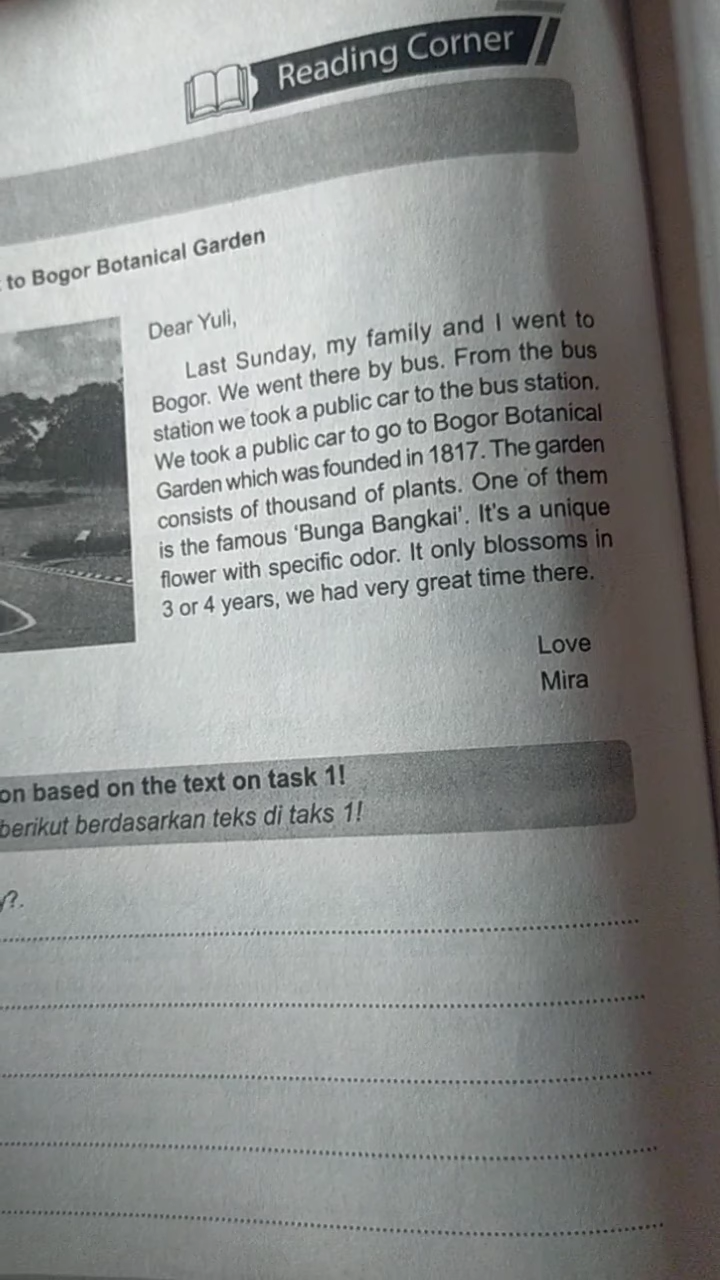 Reading Corner
to Bogor Botanical Garden
Dear Yuli,
Last Sunday, my family and I went to
Bogor. We went there by bus. From the bus
station we took a public car to the bus station.
We took a public car to go to Bogor Botanical
Garden which was founded in 1817. The garden
consists of thousand of plants. One of them
is the famous ‘Bunga Bangkai’. It's a unique
flower with specific odor. It only blossoms in
3 or 4 years, we had very great time there.
Love
Mira
on based on the text on task 1!
berikut berdasarkan teks di taks 1!
?.